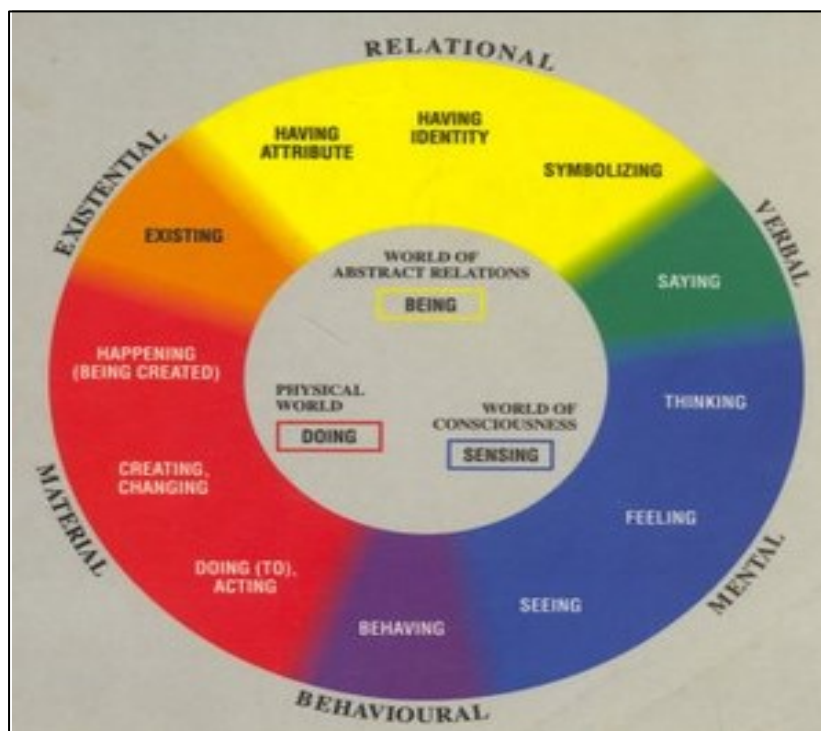 RELATIONAL
HAVING
ATTRIBUTE
HAVING
IDENTITY
SYMBOLIZING
EXISTENTIAL
EXISTING
VERBAL
SAYING
WORLD OF
ABSTRACT RELATIONS
BEING
HAPPENING
(BEING CREATED)
PHYSICAL
WORLD
DOING
WORLD OF
CONSCIOUSNESS
SENSING
THINKING
MATERIAL
CREATING,
CHANGING
FEELING
MENTAL
DOING (TO),
ACTING
SEEING
BEHAVING
BEHAVIOURAL